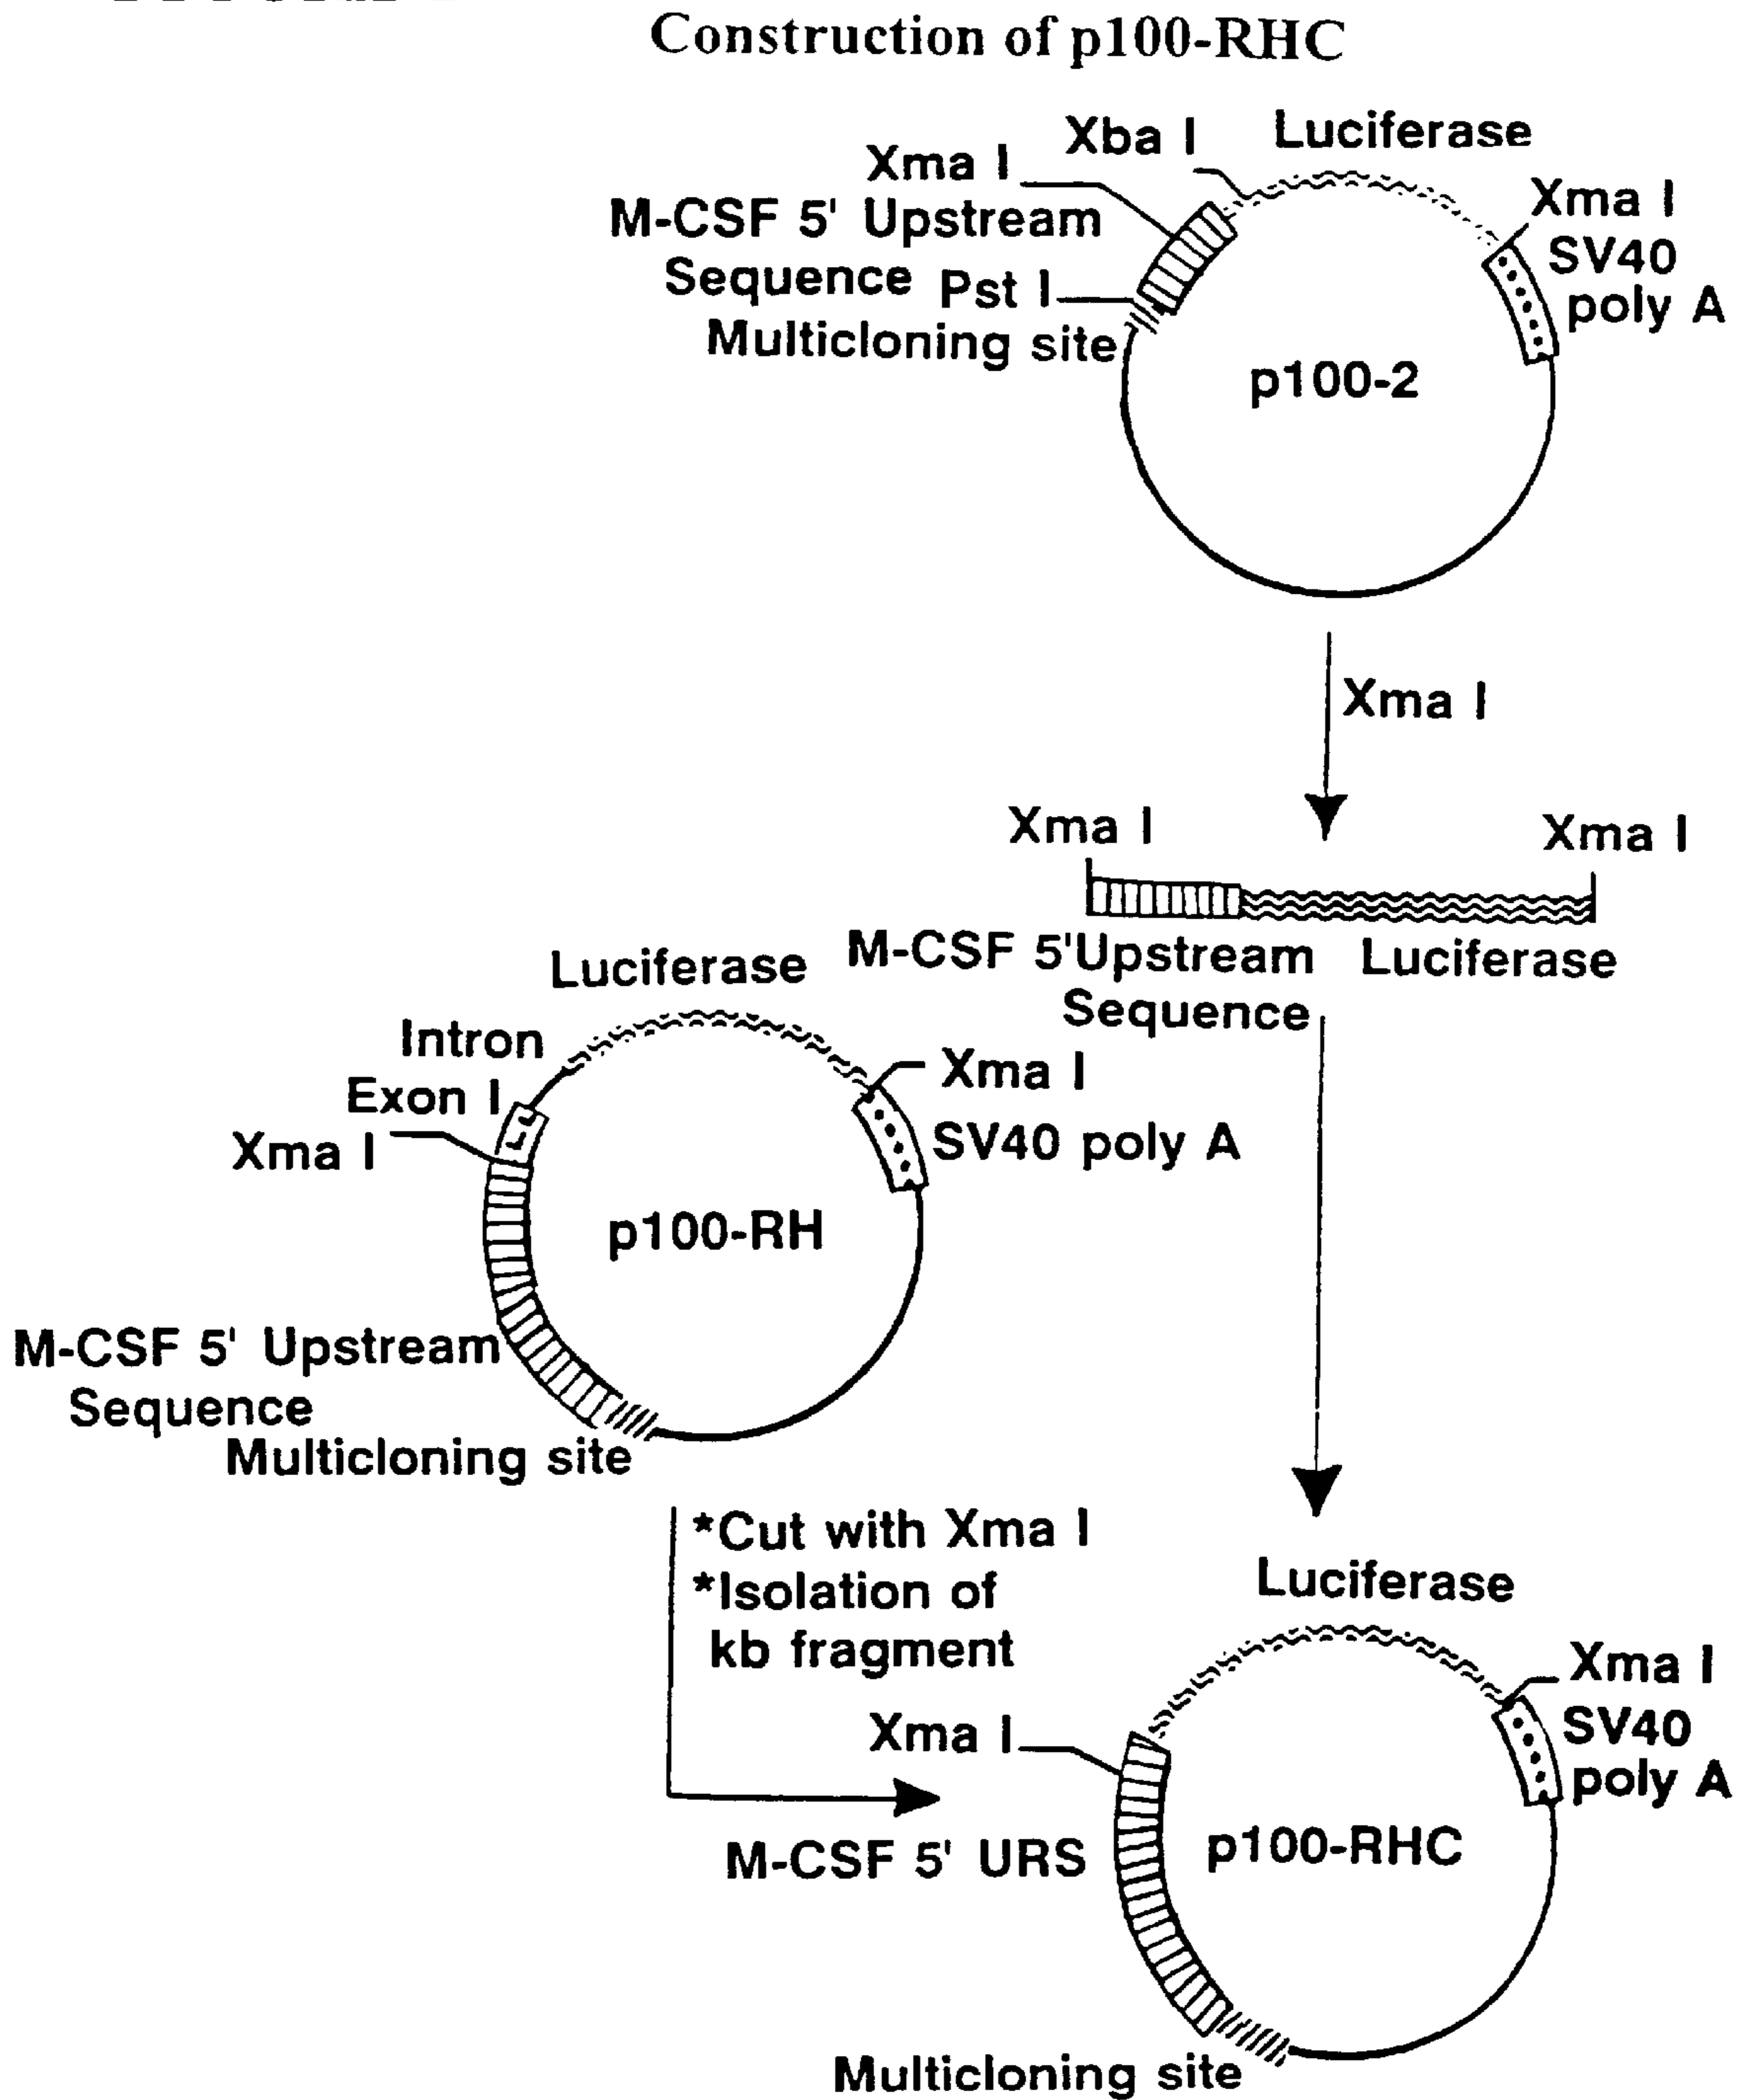 Construction of p100-RHC
Xba I
Luciferase
Xma I
Xma I
M-CSF 5' Upstream
Sequence
SV40
poly A
Pst I
Multicloning site
p100-2
Xma I
Xma I
Xma I
M-CSF 5'Upstream
Sequence
Luciferase
Luciferase
Intron
Exon I
Xma I
Xma I
SV40 poly A
p100-RH
M-CSF 5' Upstream
Sequence
Multicloning site
*Cut with Xma I
*Isolation of
kb fragment
Luciferase
Xma I
Xma I
SV40
poly A
M-CSF 5' URS
p100-RHC
Multicloning site